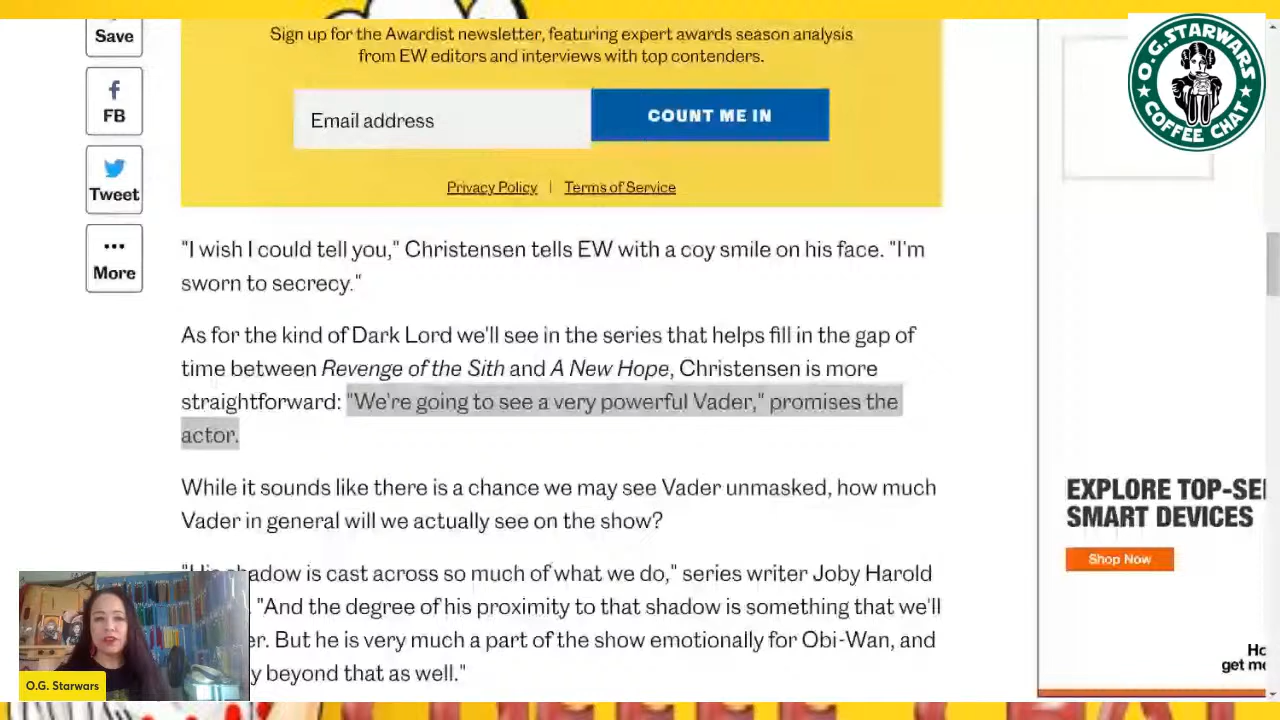 Save
Sign up for the Awardist newsletter, featuring expert awards season analysis
from EW editors and interviews with top contenders.
FB
Email address
COUNT ME IN
Tweet
Privacy Policy | Terms of Service
More
"I wish I could tell you," Christensen tells EW with a coy smile on his face. "I'm
sworn to secrecy."
As for the kind of Dark Lord we'll see in the series that helps fill in the gap of
time between Revenge of the Sith and A New Hope, Christensen is more
straightforward: "We're going to see a very powerful Vader," promises the
actor.
While it sounds like there is a chance we may see Vader unmasked, how much
Vader in general will we actually see on the show?
shadow is cast across so much of what we do," series writer Joby Harold
"And the degree of his proximity to that shadow is something that we'll
But he is very much a part of the show emotionally for Obi-Wan, and
beyond that as well."
O.G. Starwars
O.G.STARWARS
COFFEE CHAT
EXPLORE TOP-SE
SMART DEVICES
Shop Now
get